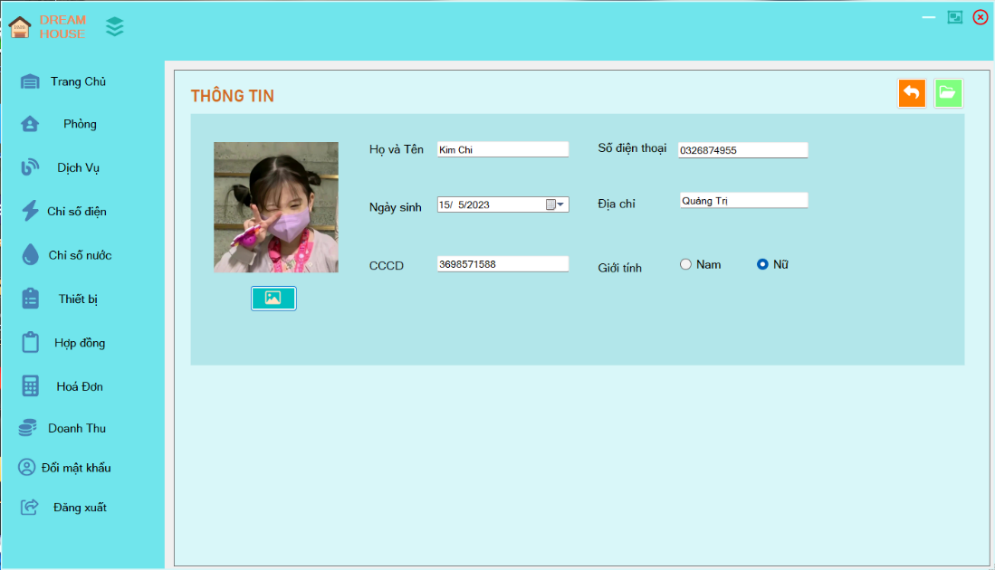 DREAM
HOUSE
Trang Chủ
Phòng
Dịch Vụ
Chỉ số điện
Chỉ số nước
Thiết bị
Hợp đồng
Hoá Đơn
Doanh Thu
Đổi mật khẩu
Đăng xuất
THÔNG TIN
Họ và Tên Kim Chi Số điện thoại 0326874955
Ngày sinh 15/ 5/2023 Địa chỉ Quảng Trị
CCCD 3698571588 Giới tính Nam Nữ